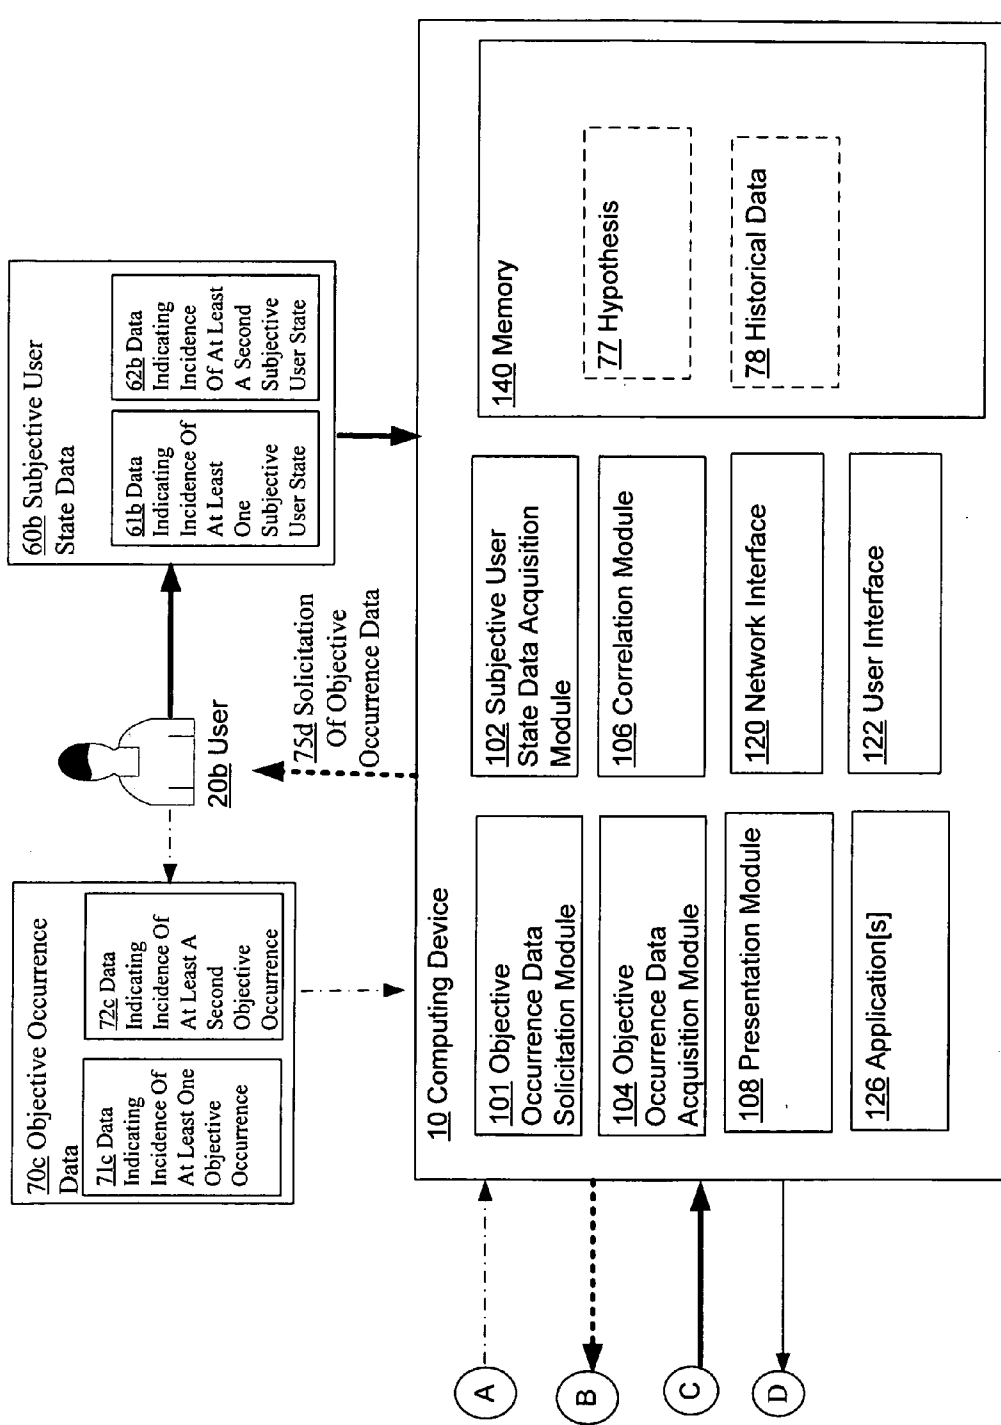 70c Objective Occurrence
Data
71c Data
Indicating
Incidence Of
At Least One
Objective
Occurrence
72c Data
Indicating
Incidence Of
At Least A
Second
Objective
Occurrence
20b User
60b Subjective User
State Data
61b Data
Indicating
Incidence Of
At Least
One
Subjective
User State
62b Data
Indicating
Incidence
Of At Least
A Second
Subjective
User State
75d Solicitation
Of Objective
Occurrence Data
A
B
C
D
10 Computing Device
101 Objective
Occurrence Data
Solicitation Module
102 Subjective User
State Data Acquisition
Module
104 Objective
Occurrence Data
Acquisition Module
106 Correlation Module
108 Presentation Module
120 Network Interface
126 Application[s]
122 User Interface
140 Memory
77 Hypothesis
78 Historical Data